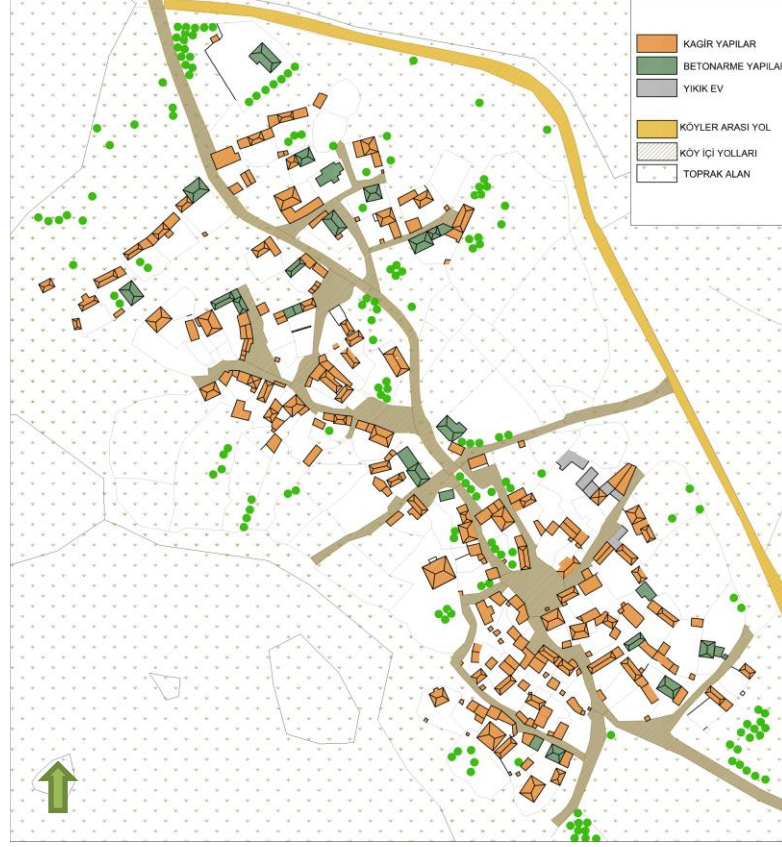 KAGİR YAPILAR
BETONARME YAPILAR
YIKIK EV
KÖYLER ARASI YOL
KÖY İÇİ YOLLARI
TOPRAK ALAN